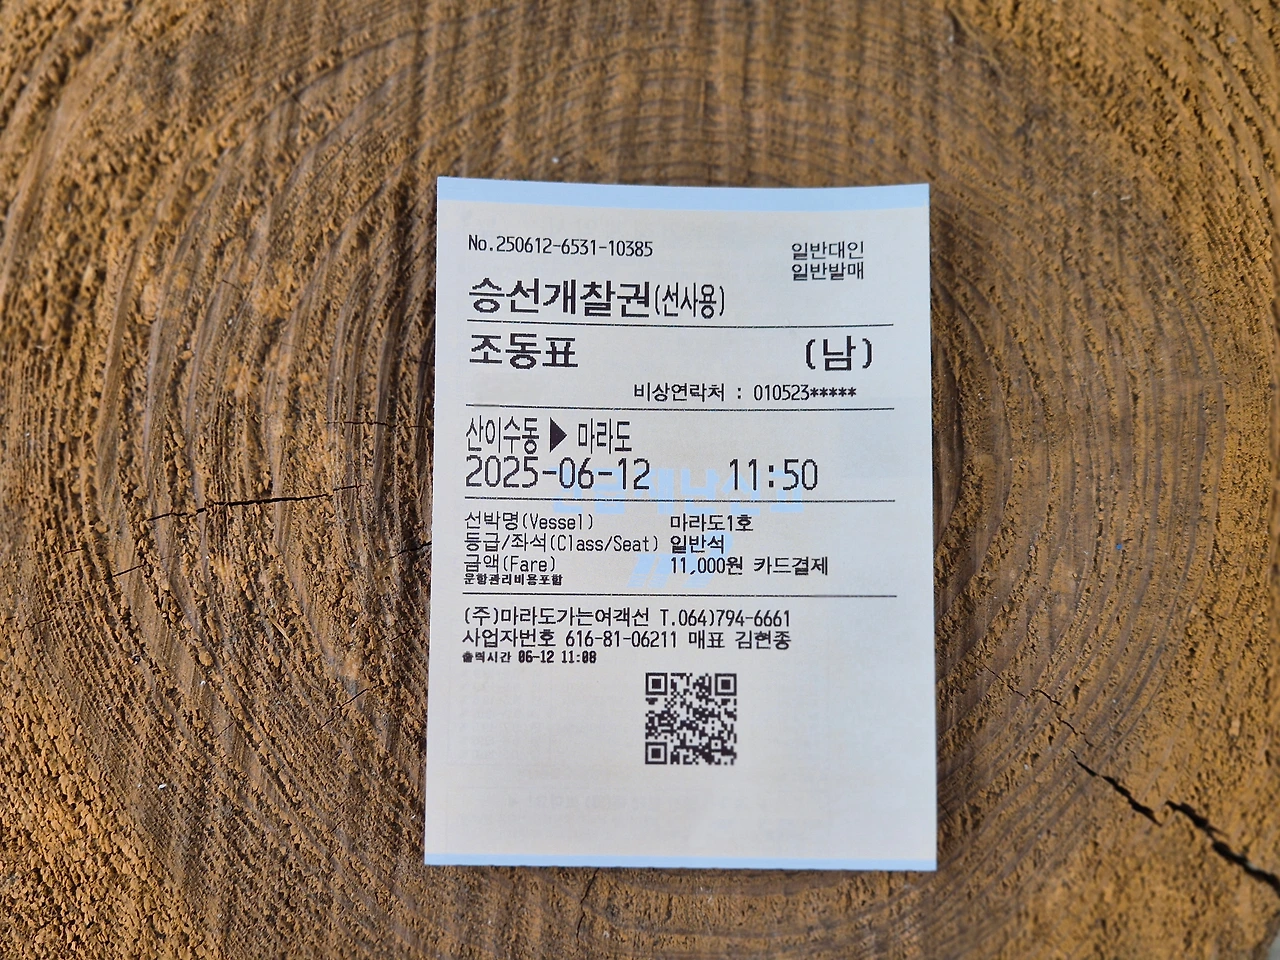 No.250612-6531-10385
일반대인
일반발매
승선개찰권(선사용)
조동표 (남)
비상연락처 : 010523*****
산이수동▶마라도
2025-06-12 11:50
선박명(Vessel) 마라도1호
등급/좌석(Class/Seat) 일반석
금액(Fare) 11,000원 카드결제
운항관리비용포함
(주)마라도가는여객선 T.064)794-6661
사업자번호 616-81-06211 매표 김현종
출력시간 06-12 11:08